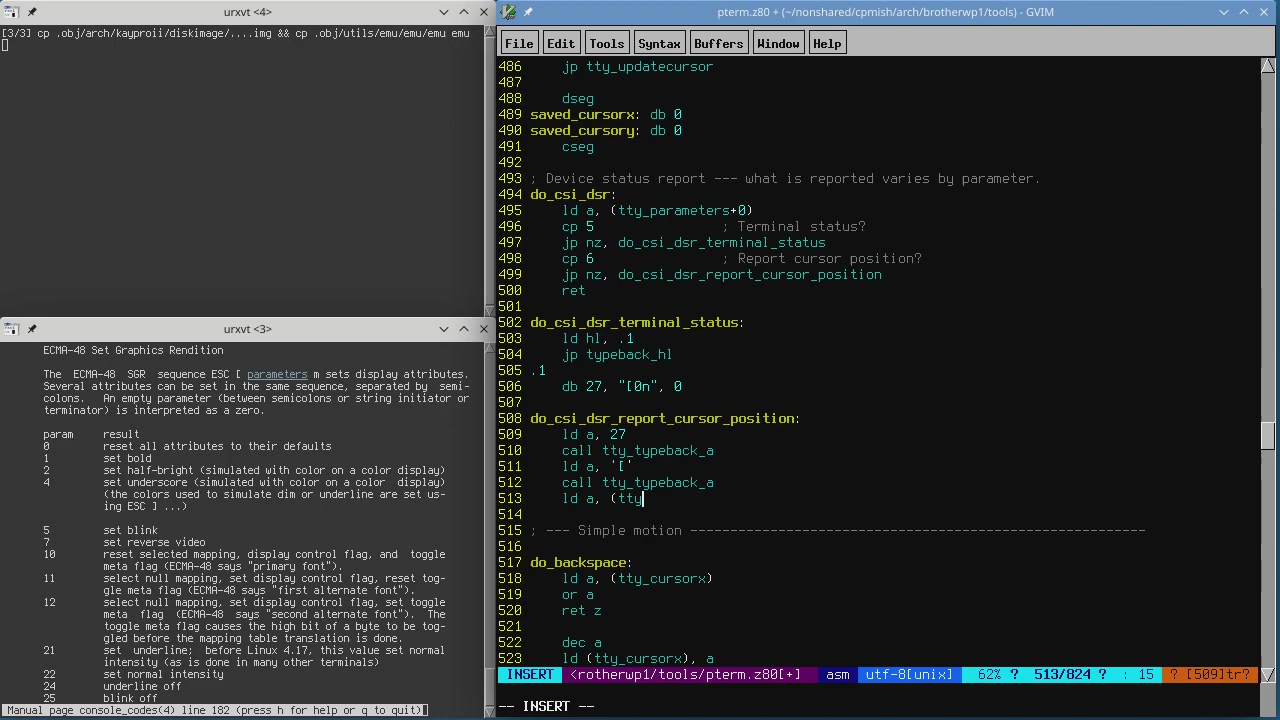 urxvt <4>
[3/3] cp .obj/arch/kayproii/diskimage/....img && cp .obj/utils/emu/emu emu
urxvt <3>
ECMA-48 Set Graphics Rendition
The ECMA-48 SGR sequence ESC [ parameters m sets display attributes.
Several attributes can be set in the same sequence, separated by semi-
colons. An empty parameter (between semicolons or string initiator or
terminator) is interpreted as a zero.
param result
0 reset all attributes to their defaults
1 set bold
2 set half-bright (simulated with color on a color display)
4 set underscore (simulated with color on a color display)
(the colors used to simulate dim or underline are set us-
ing ESC ] ...)
5 set blink
7 set reverse video
10 reset selected mapping, display control flag, and toggle
meta flag (ECMA-48 says "primary font").
11 select null mapping, set display control flag, reset tog-
gle meta flag (ECMA-48 says "first alternate font").
12 select null mapping, set display control flag, set toggle
meta flag (ECMA-48 says "second alternate font"). The
toggle meta flag causes the high bit of a byte to be tog-
gled before the mapping table translation is done.
21 set underline; before Linux 4.17, this value set normal
intensity (as is done in many other terminals)
22 set normal intensity
24 underline off
25 blink off
Manual page console_codes(4) line 182 (press h for help or q to quit)
pterm.z80 + (~/nonshared/cpmish/arch/brotherwp1/tools) - GVIM
File Edit Tools Syntax Buffers Window Help
486 jp tty_updatecursor
487
488 dseg
489 saved_cursorx: db 0
490 saved_cursory: db 0
491 cseg
492
493 ; Device status report --- what is reported varies by parameter.
494 do_csi_dsr:
495 ld a, (tty_parameters+0)
496 cp 5 ; Terminal status?
497 jp nz, do_csi_dsr_terminal_status
498 cp 6 ; Report cursor position?
499 jp nz, do_csi_dsr_report_cursor_position
500 ret
501
502 do_csi_dsr_terminal_status:
503 ld hl, .1
504 jp typeback_hl
505 .1
506 db 27, "[0n", 0
507
508 do_csi_dsr_report_cursor_position:
509 ld a, 27
510 call tty_typeback_a
511 ld a, '['
512 call tty_typeback_a
513 ld a, (tty
514
515 ; --- Simple motion ---------------------------------------------------------
516
517 do_backspace:
518 ld a, (tty_cursorx)
519 or a
520 ret z
521
522 dec a
523 ld (tty_cursorx), a
INSERT <rotherwp1/tools/pterm.z80[+] asm utf-8[unix] 62% ? 513/824 ? : 15 ? [509]tr?
-- INSERT --